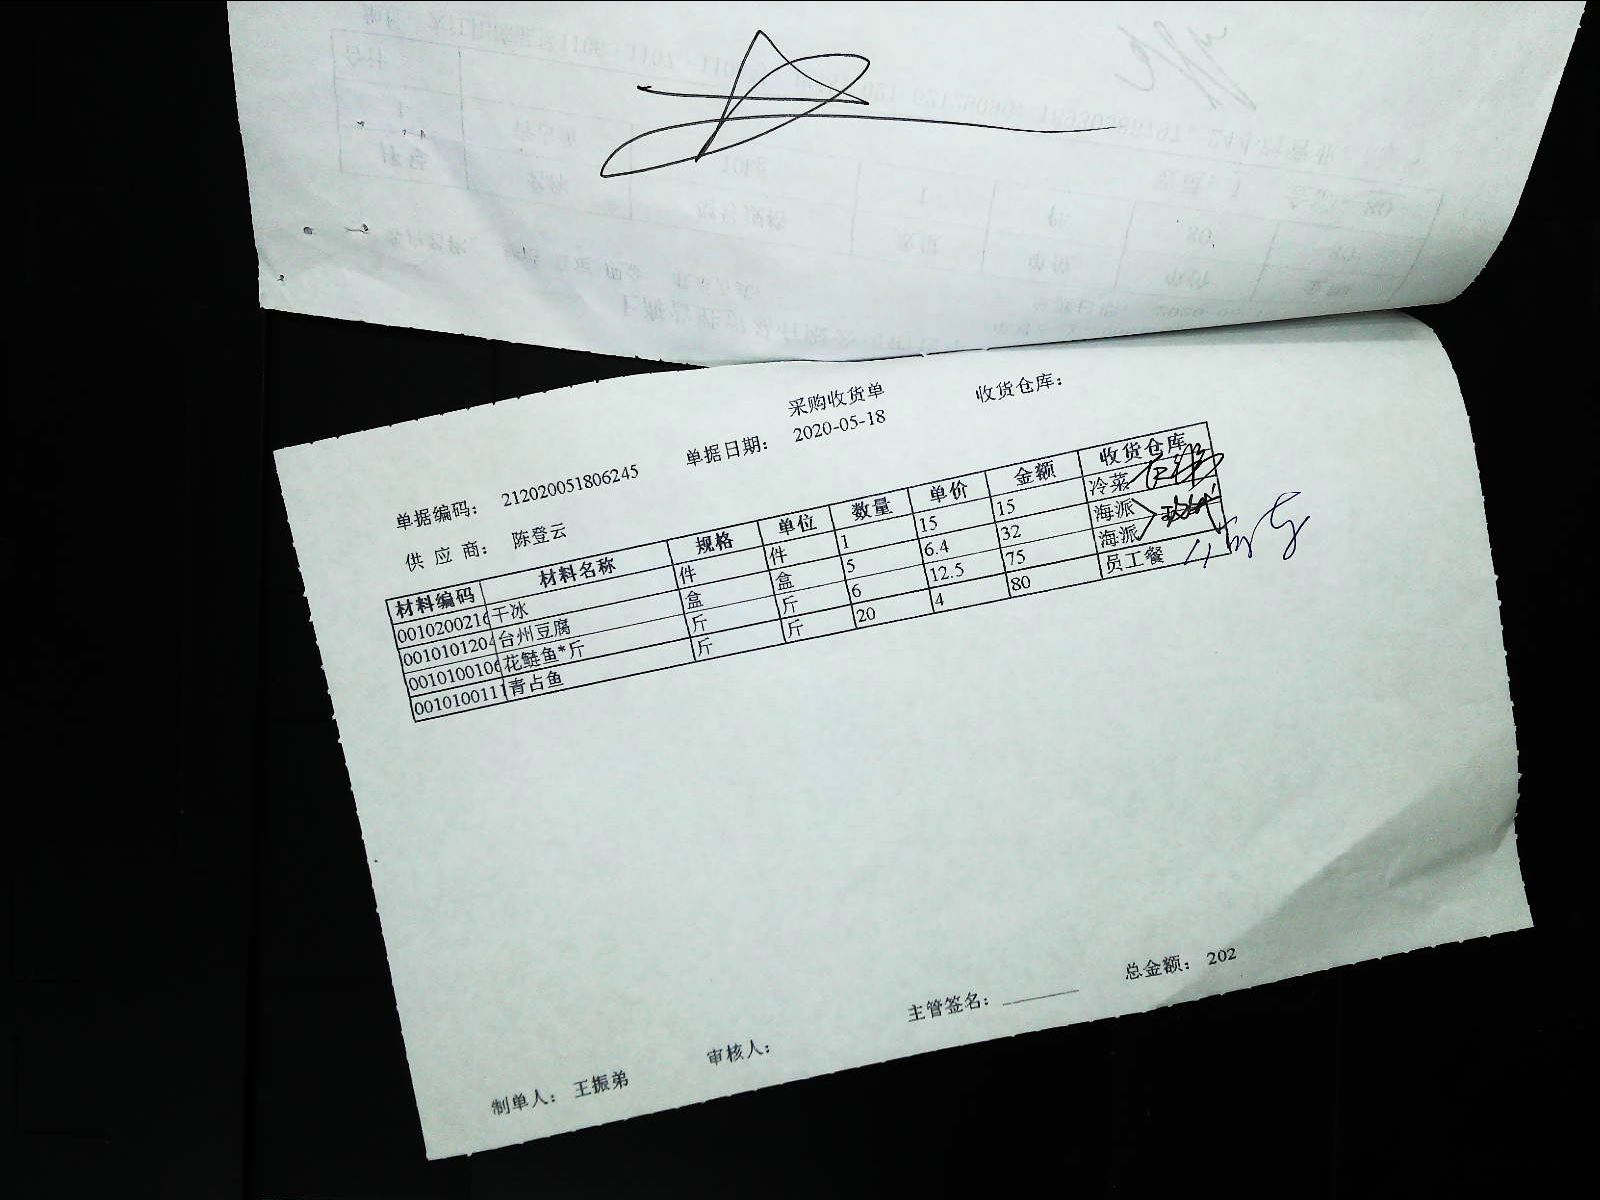 采购收货单
收货仓库：
单据编码： 212020051806245 单据日期： 2020-05-18
供 应 商： 陈登云
材料编码 材料名称 规格 单位 数量 单价 金额 收货仓库
001020021 干冰 件 件 1 15 15 冷菜
001010120 台州豆腐 盒 盒 5 6.4 32 海派
001010010 花鲢鱼*斤 斤 斤 6 12.5 75 海派
001010011 青占鱼 斤 斤 20 4 80 员工餐
主管签名： 总金额： 202
制单人： 王振弟 审核人：